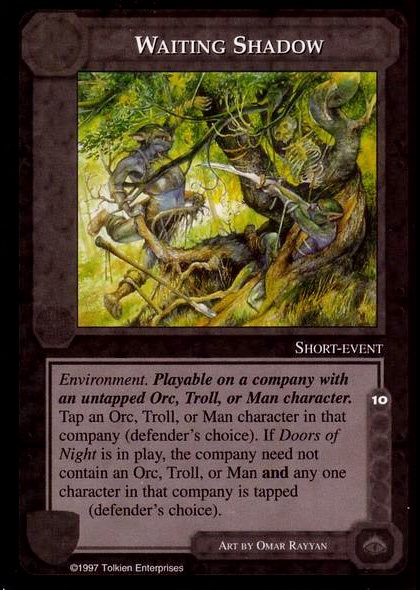 Waiting Shadow
Short-event
Environment. Playable on a company with
an untapped Orc, Troll, or Man character.
Tap an Orc, Troll, or Man character in that
company (defender's choice). If Doors of
Night is in play, the company need not
contain an Orc, Troll, or Man and any one
character in that company is tapped
(defender's choice).
10
Art by Omar Rayyan
©1997 Tolkien Enterprises